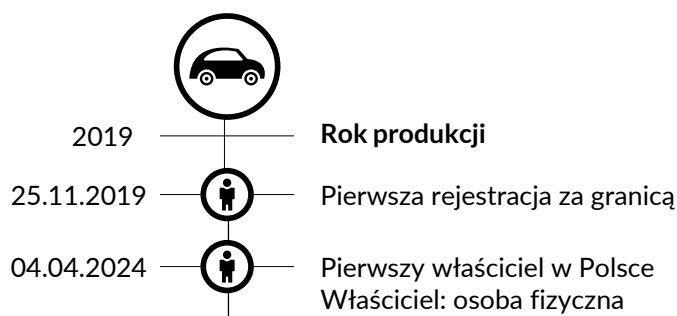 2019 Rok produkcji
25.11.2019 Pierwsza rejestracja za granicą
04.04.2024 Pierwszy właściciel w Polsce
Właściciel: osoba fizyczna